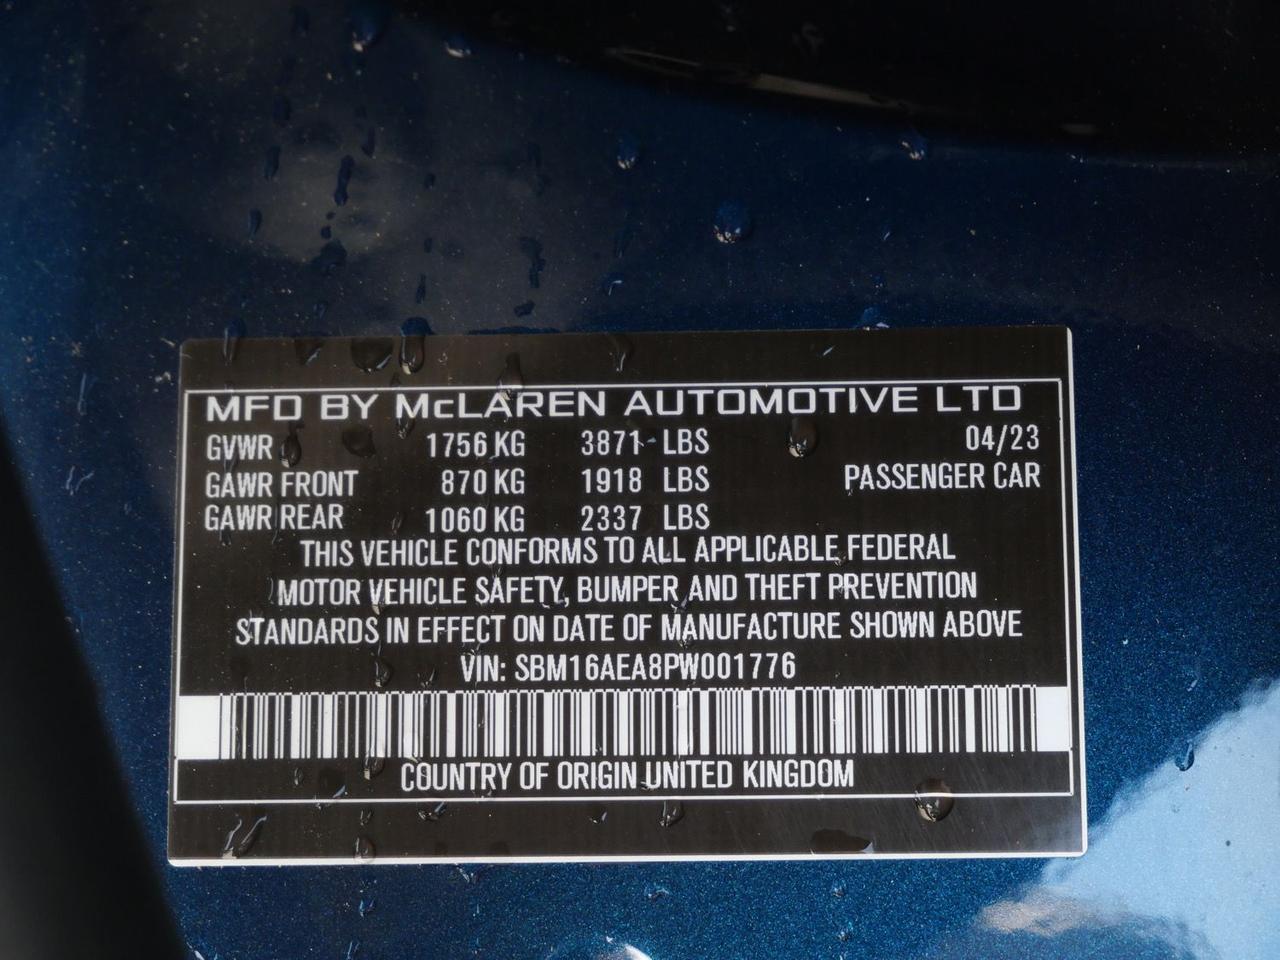 MFD BY McLAREN AUTOMOTIVE LTD
GVWR 1756 KG 3871 LBS 04/23
GAWR FRONT 870 KG 1918 LBS PASSENGER CAR
GAWR REAR 1060 KG 2337 LBS
THIS VEHICLE CONFORMS TO ALL APPLICABLE FEDERAL
MOTOR VEHICLE SAFETY, BUMPER AND THEFT PREVENTION
STANDARDS IN EFFECT ON DATE OF MANUFACTURE SHOWN ABOVE
VIN: SBM16AEA8PW001776
COUNTRY OF ORIGIN UNITED KINGDOM